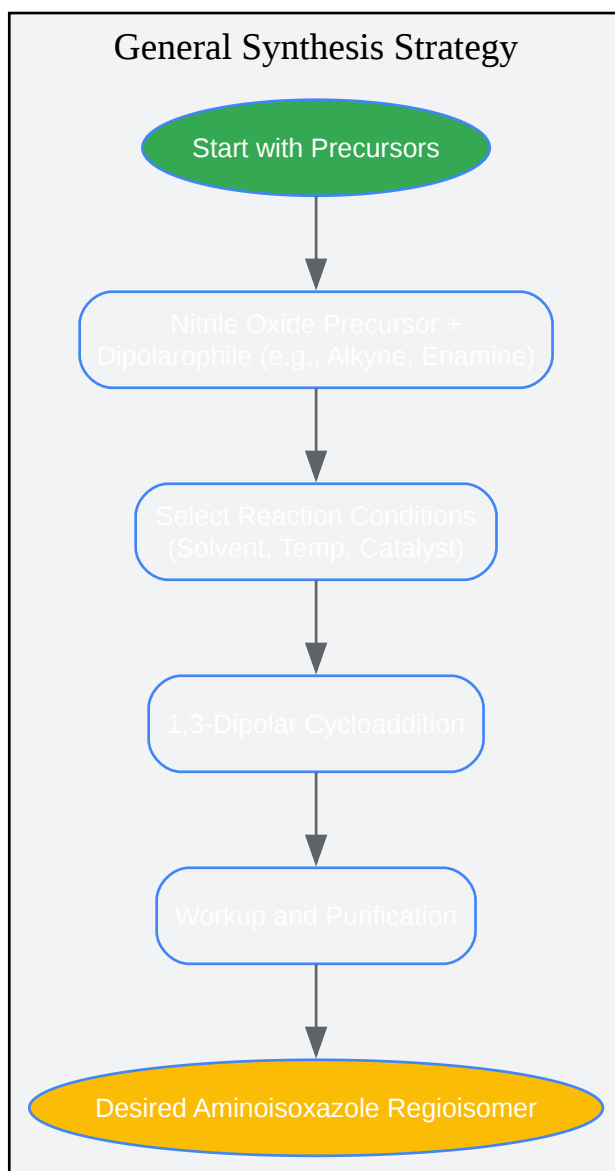 General Synthesis Strategy
Start with Precursors
Nitrile Oxide Precursor +
Dipolarophile (e.g., Alkyne, Enamine)
Select Reaction Conditions
(Solvent, Temp, Catalyst)
1,3-Dipolar Cycloaddition
Workup and Purification
Desired Aminoisoxazole Regioisomer